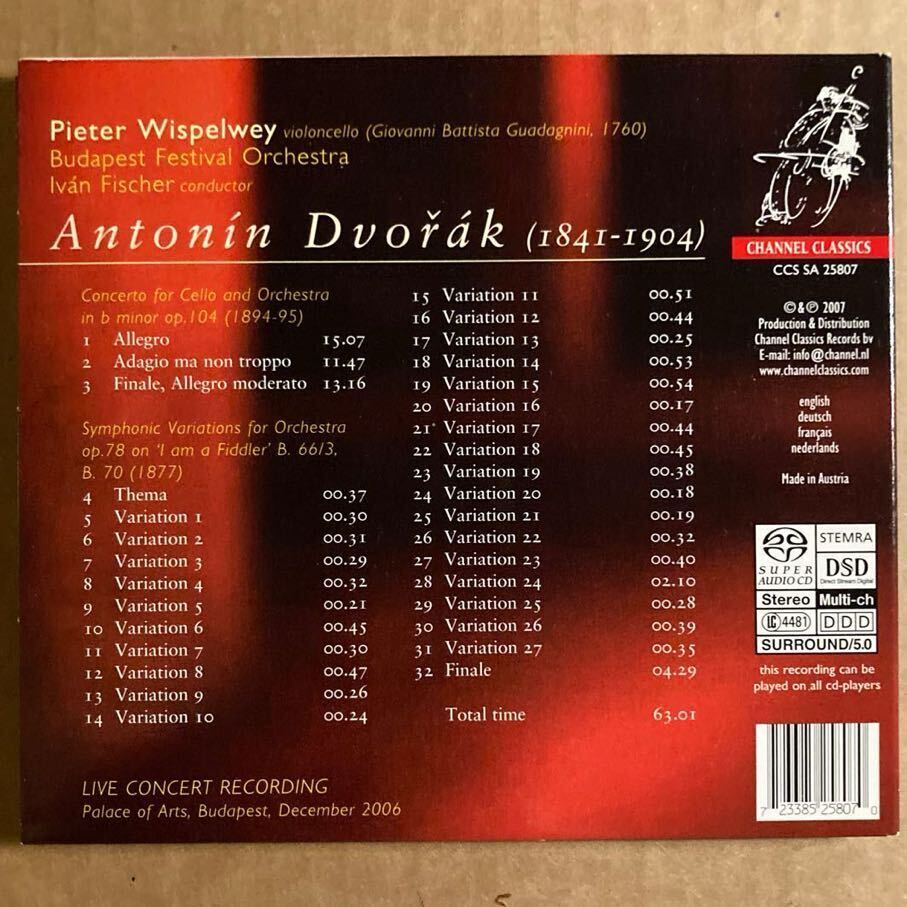 Pieter Wispelwey violoncello (Giovanni Battista Guadagnini, 1760)
Budapest Festival Orchestra
Iván Fischer conductor
Antonín Dvořák (1841-1904)
Concerto for Cello and Orchestra
in b minor op.104 (1894-95)
1 Allegro 15.07
2 Adagio ma non troppo 11.47
3 Finale, Allegro moderato 13.16
Symphonic Variations for Orchestra
op.78 on 'I am a Fiddler' B. 66/3,
B. 70 (1877)
4 Thema 00.37
5 Variation 1 00.30
6 Variation 2 00.31
7 Variation 3 00.29
8 Variation 4 00.32
9 Variation 5 00.21
10 Variation 6 00.45
11 Variation 7 00.30
12 Variation 8 00.47
13 Variation 9 00.26
14 Variation 10 00.24
15 Variation 11 00.51
16 Variation 12 00.44
17 Variation 13 00.25
18 Variation 14 00.53
19 Variation 15 00.54
20 Variation 16 00.17
21 Variation 17 00.44
22 Variation 18 00.45
23 Variation 19 00.38
24 Variation 20 00.18
25 Variation 21 00.19
26 Variation 22 00.32
27 Variation 23 00.40
28 Variation 24 02.10
29 Variation 25 00.28
30 Variation 26 00.39
31 Variation 27 00.35
32 Finale 04.29
Total time 63.01
LIVE CONCERT RECORDING
Palace of Arts, Budapest, December 2006
C
CHANNEL CLASSICS
CCS SA 25807
©&℗ 2007
Production & Distribution
Channel Classics Records bv
E-mail: info@channel.nl
www.channelclassics.com
english
deutsch
français
nederlands
Made in Austria
SUPER AUDIO CD
STEMRA
DSD
Direct Stream Digital
Stereo Multi-ch
LC 4481 D D D
SURROUND/5.0
this recording can be
played on all cd-players
7 23385 25807 0